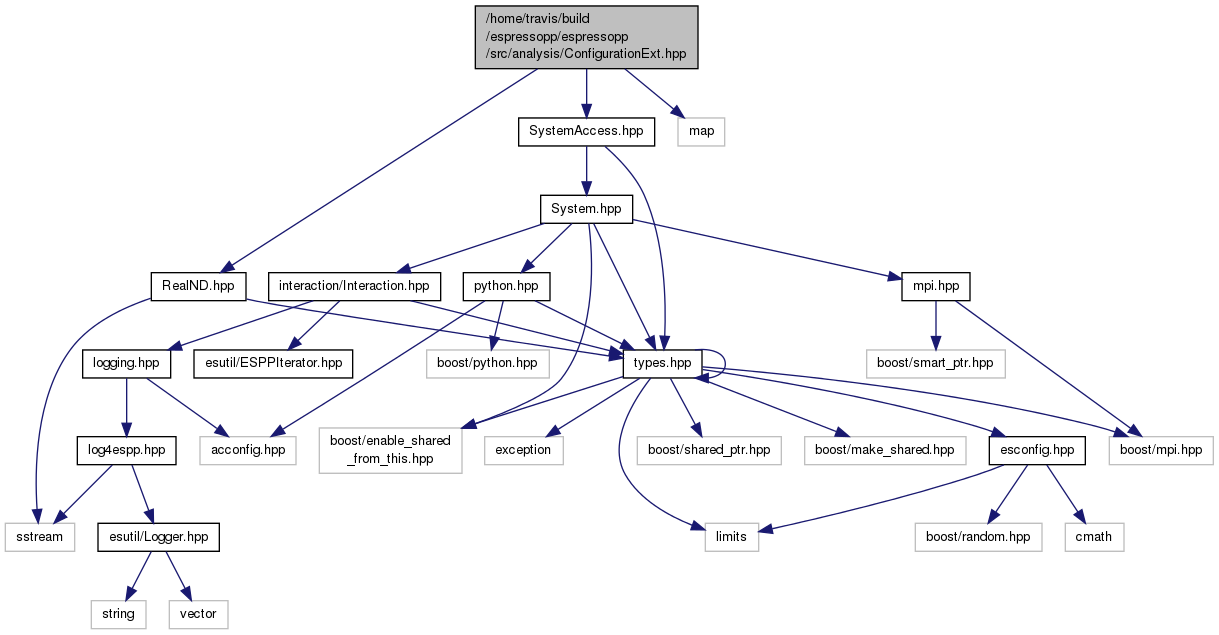 /home/travis/build
/espressopp/espressopp
/src/analysis/ConfigurationExt.hpp
SystemAccess.hpp
map
System.hpp
RealND.hpp
interaction/Interaction.hpp
python.hpp
mpi.hpp
logging.hpp
esutil/ESPPIterator.hpp
boost/python.hpp
types.hpp
boost/smart_ptr.hpp
log4espp.hpp
acconfig.hpp
boost/enable_shared
_from_this.hpp
exception
boost/shared_ptr.hpp
boost/make_shared.hpp
esconfig.hpp
boost/mpi.hpp
sstream
esutil/Logger.hpp
limits
boost/random.hpp
cmath
string
vector